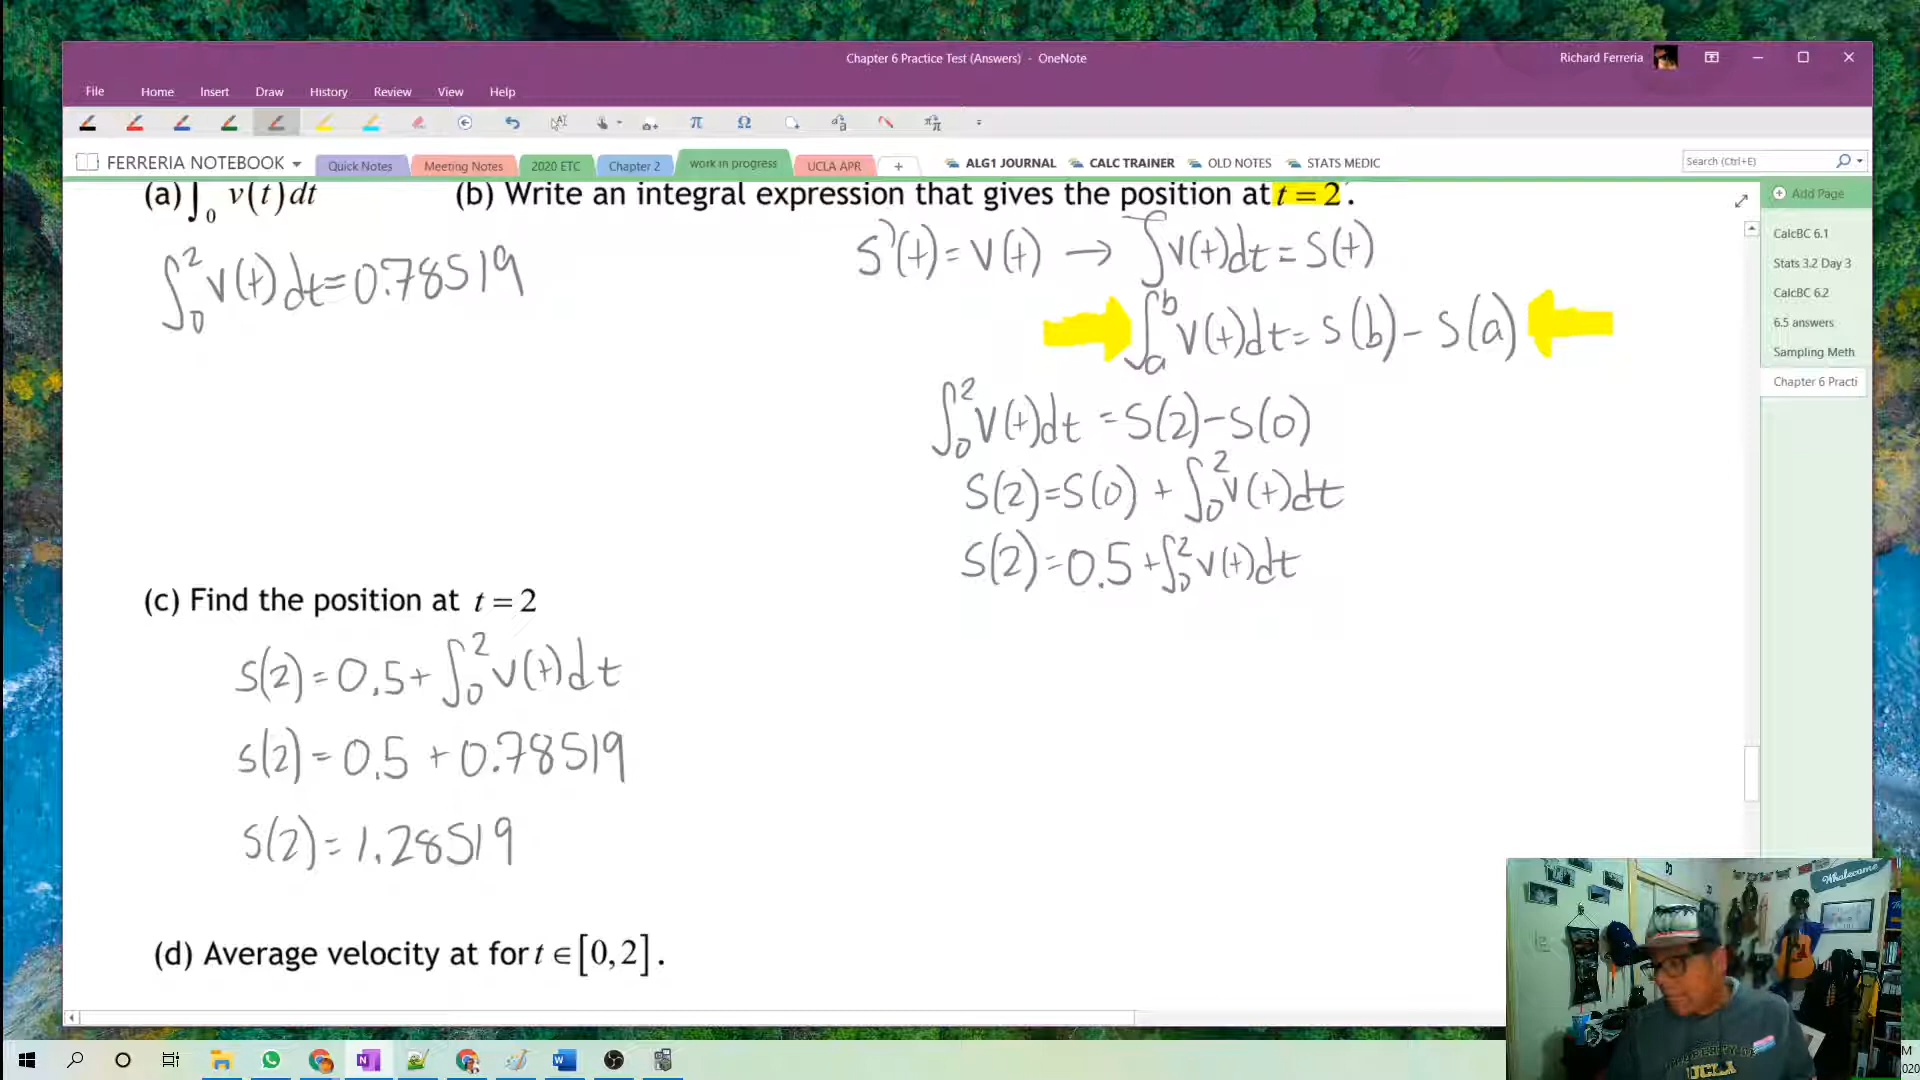 Chapter 6 Practice Test (Answers) - OneNote
Richard Ferreria
File Home Insert Draw History Review View Help
FERRERIA NOTEBOOK
Quick Notes
Meeting Notes
2020 ETC
Chapter 2
work in progress
UCLA APR
+
ALG1 JOURNAL
CALC TRAINER
OLD NOTES
STATS MEDIC
Search (Ctrl+E)
Add Page
CalcBC 6.1
Stats 3.2 Day 3
CalcBC 6.2
6.5 answers
Sampling Meth
Chapter 6 Practi
(a) ∫₀ v(t)dt
(b) Write an integral expression that gives the position at t = 2.
∫₀² v(t)dt=0.78519
S'(t)=v(t) → ∫v(t)dt=S(t)
∫ₐᵇ v(t)dt=S(b)-S(a)
∫₀² v(t)dt =S(2)-S(0)
S(2)=S(0) + ∫₀² v(t)dt
S(2)=0.5+∫₀² v(t)dt
(c) Find the position at t = 2
S(2)=0.5+ ∫₀² v(t)dt
S(2)=0.5 +0.78519
S(2)=1.28519
(d) Average velocity at for t ∈ [0,2].
Whalecome
UCLA
M
020